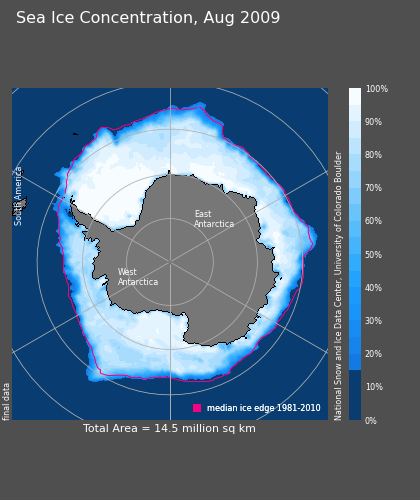 Sea Ice Concentration, Aug 2009
South America
East
Antarctica
West
Antarctica
final data
median ice edge 1981-2010
Total Area = 14.5 million sq km
National Snow and Ice Data Center, University of Colorado Boulder
100%
90%
80%
70%
60%
50%
40%
30%
20%
10%
0%